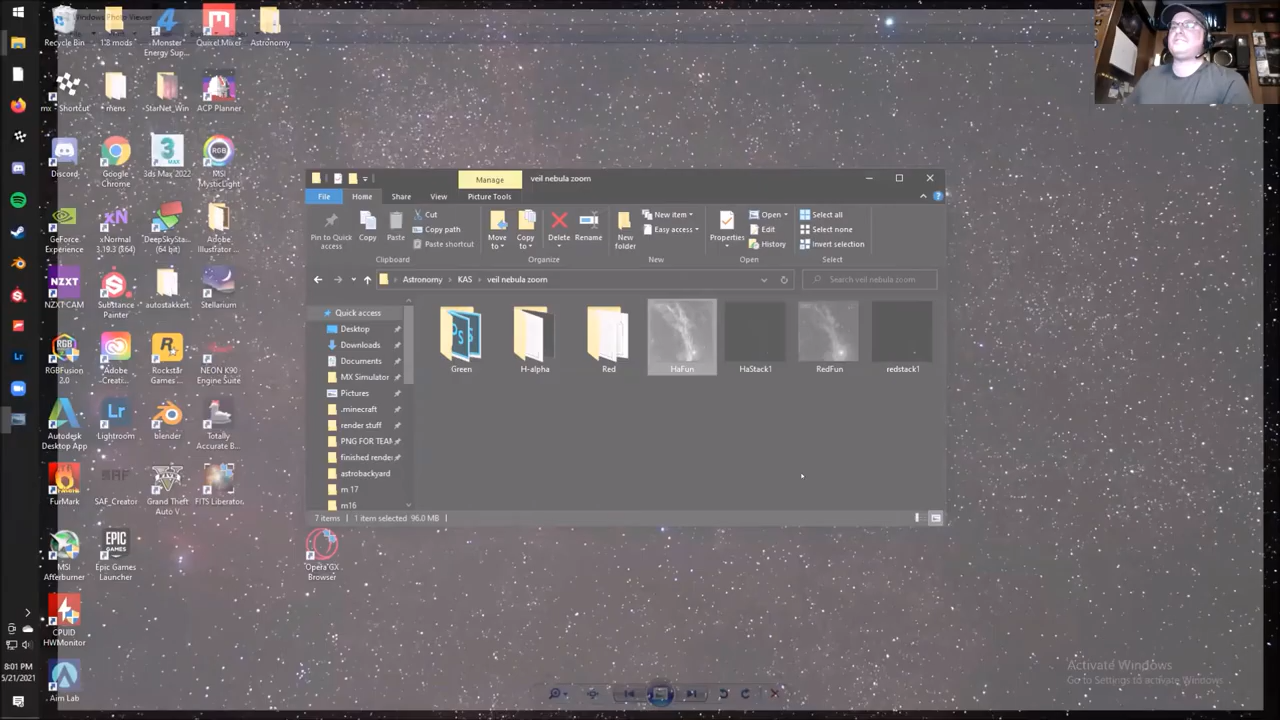 Windows Photo Viewer
Recycle Bin
1.8 mods
Monster Energy Sup...
Quixel Mixer
Astronomy
mx - Shortcut
mens
StarNet_Win
ACP Planner
Discord
Google Chrome
3ds Max 2022
MSI MysticLight
GeForce Experience
xNormal 3.19.3 (x64)
DeepSkySta... (64 bit)
Adobe Illustrator ...
NZXT CAM
Substance Painter
autostakkert
Stellarium
RGBFusion 2.0
Adobe Creati...
Rockstar Games ...
NEON K90 Engine Suite
Autodesk Desktop App
Lightroom
blender
Totally Accurate B...
FurMark
SAF_Creator
Grand Theft Auto V
FITS Liberator
MSI Afterburner
Epic Games Launcher
Opera GX Browser
CPUID HWMonitor
Aim Lab
8:01 PM
5/21/2021
Manage
veil nebula zoom
File
Home
Share
View
Picture Tools
Pin to Quick access
Copy
Paste
Cut
Copy path
Paste shortcut
Clipboard
Move to
Copy to
Delete
Rename
Organize
New folder
New item
Easy access
New
Properties
Open
Edit
History
Open
Select all
Select none
Invert selection
Select
Astronomy > KAS > veil nebula zoom
Search veil nebula zoom
Quick access
Desktop
Downloads
Documents
MX Simulator
Pictures
.minecraft
render stuff
PNG FOR TEAM
finished rende
astrobackyard
m 17
m16
Green
H-alpha
Red
HaFun
HaStack1
RedFun
redstack1
7 items
1 item selected 96.0 MB
Activate Windows
Go to Settings to activate Windows.